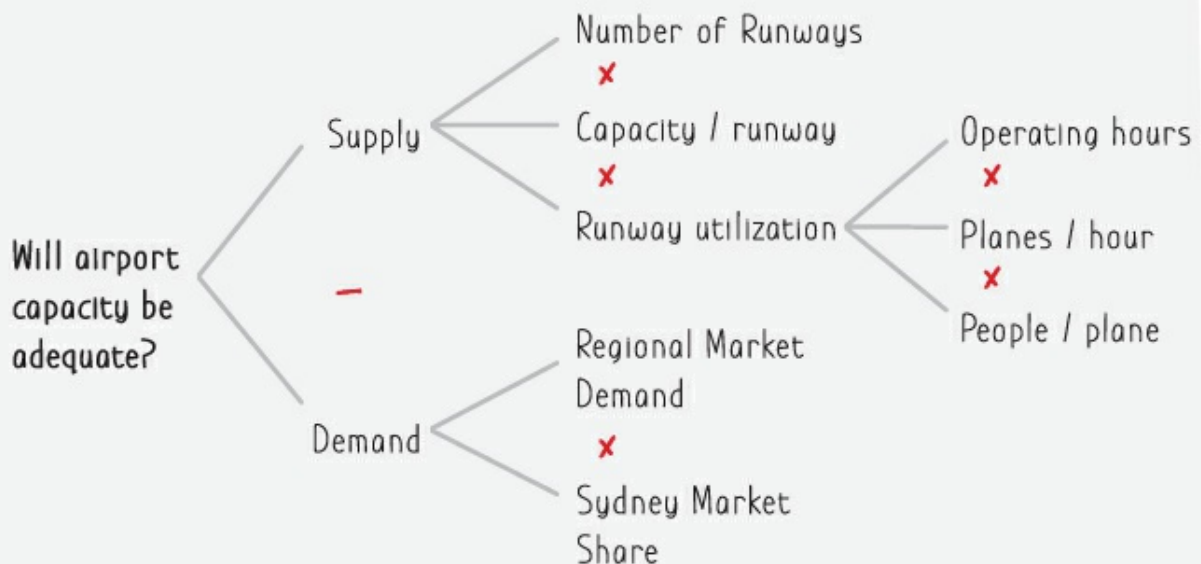 Will airport
capacity be
adequate?
Supply
–
Demand
Number of Runways
x
Capacity / runway
x
Runway utilization
Operating hours
x
Planes / hour
x
People / plane
Regional Market
Demand
x
Sydney Market
Share